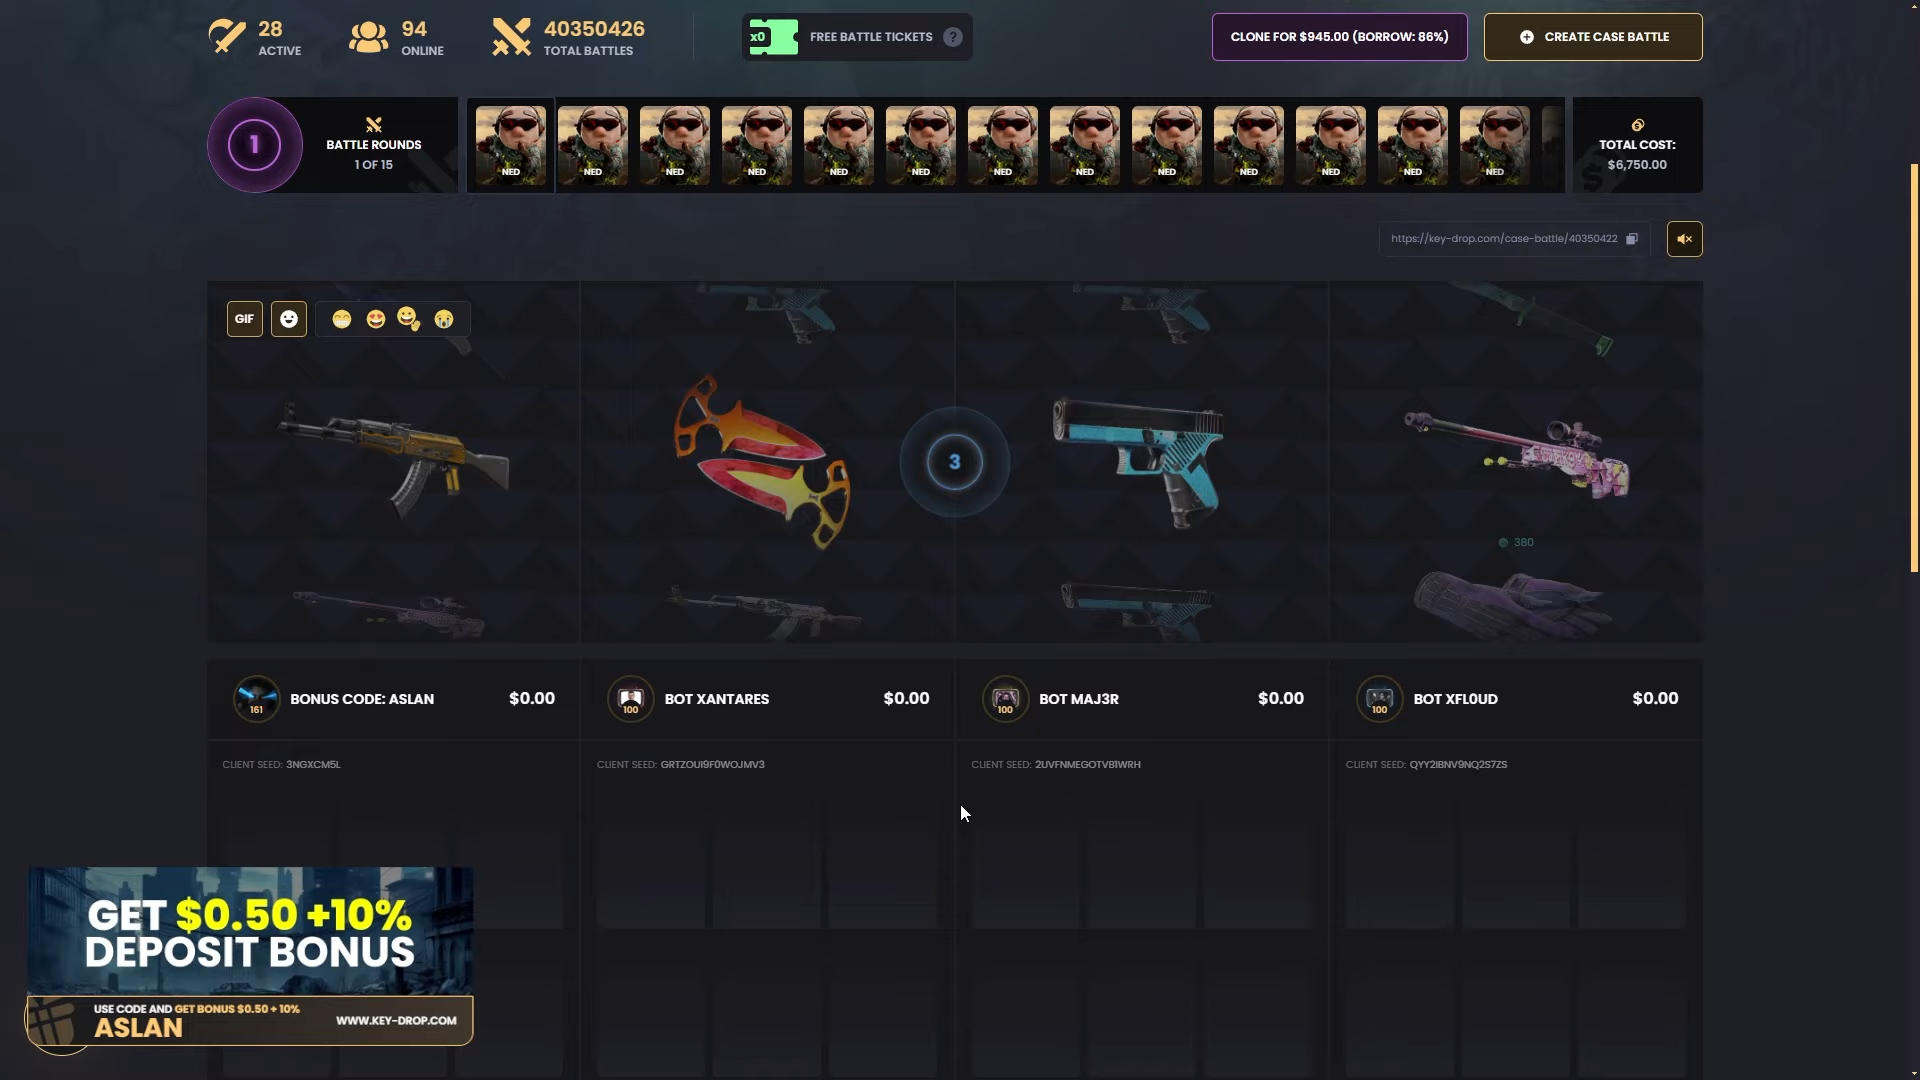 28
ACTIVE
94
ONLINE
40350426
TOTAL BATTLES
x0
FREE BATTLE TICKETS ?
CLONE FOR $945.00 (BORROW: 86%)
CREATE CASE BATTLE
1
BATTLE ROUNDS
1 OF 15
NED NED NED NED NED NED NED NED NED NED NED NED NED
TOTAL COST:
$6,750.00
https://key-drop.com/case-battle/40350422
GIF
3
380
161 BONUS CODE: ASLAN $0.00
100 BOT XANTARES $0.00
100 BOT MAJ3R $0.00
100 BOT XFL0UD $0.00
CLIENT SEED: 3NGXCM5L
CLIENT SEED: GRTZOUI9F0WOJMV3
CLIENT SEED: 2UVFNMEGOTVB1WRH
CLIENT SEED: QYY2IBNV9NQ2S7ZS
GET $0.50 +10%
DEPOSIT BONUS
USE CODE AND GET BONUS $0.50 + 10%
ASLAN
WWW.KEY-DROP.COM